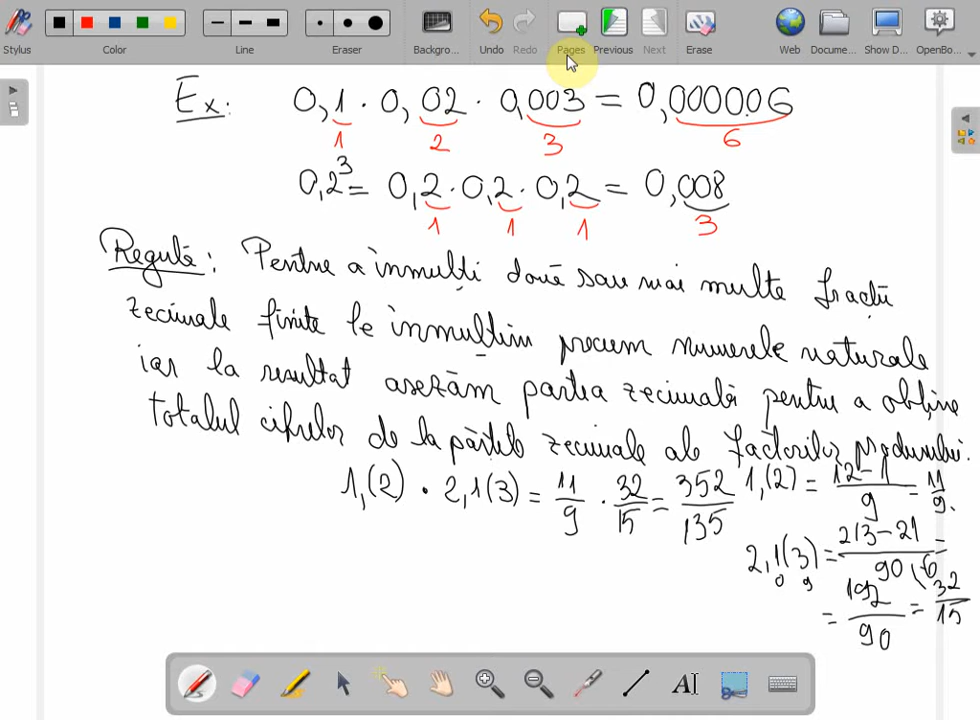 Stylus Color Line Eraser Backgro... Undo Redo Pages Previous Next Erase Web Docume... Show D... OpenBo...
Ex: 0,1 · 0,02 · 0,003 = 0,000006
1 2 3 6
0,2³ = 0,2 · 0,2 · 0,2 = 0,008
1 1 1 3
Regulă: Pentru a înmulți două sau mai multe fracții
zecimale finite le înmulțim precum numerele naturale
iar la rezultat așezăm partea zecimală pentru a obține
totalul cifrelor de la părțile zecimale ale factorilor produsului.
1,(2) · 2,1(3) = 11/9 · 32/15 = 352/135
1,(2) = 12-1/9 = 11/9.
2,1(3) = 213-21/90 =
0 9
(6
= 192/90 = 32/15